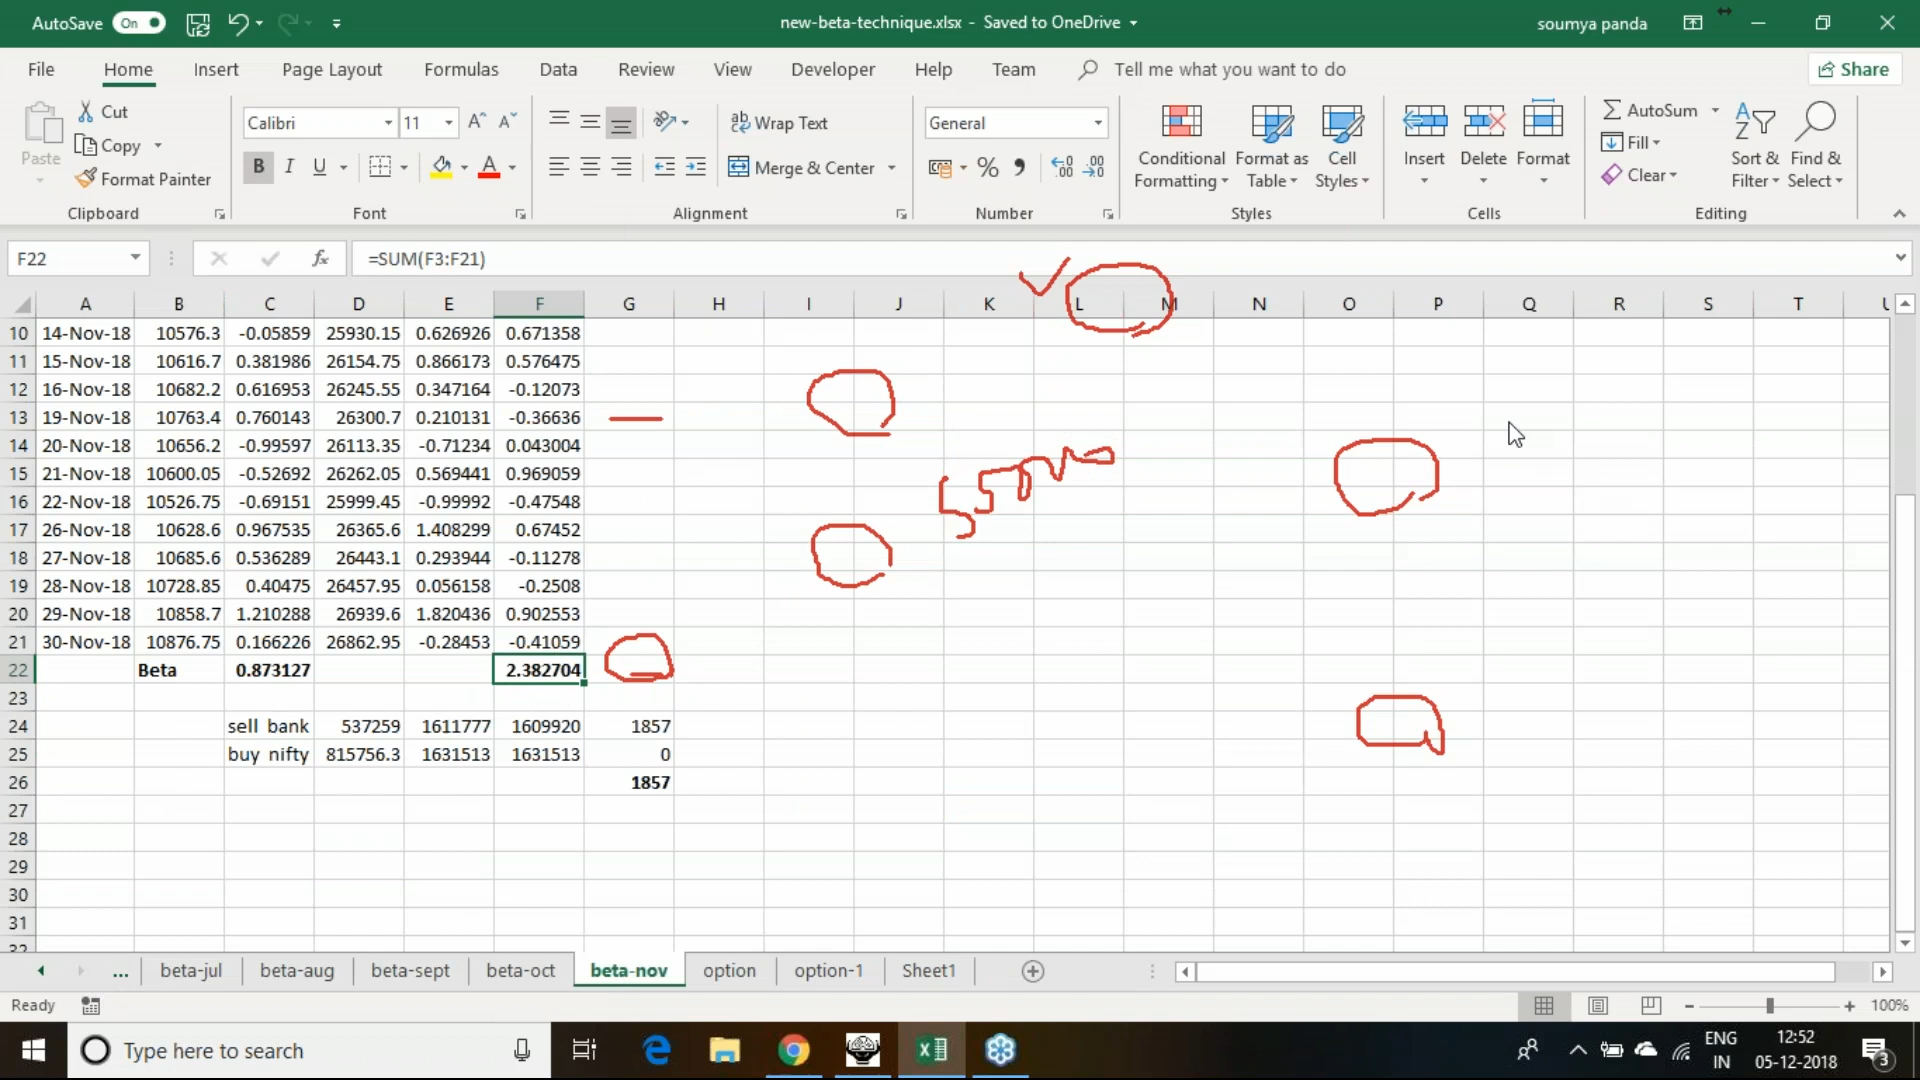 AutoSave On new-beta-technique.xlsx - Saved to OneDrive soumya panda
File Home Insert Page Layout Formulas Data Review View Developer Help Team Tell me what you want to do Share
Paste Cut Copy Format Painter Clipboard
Calibri 11 B I U A Font
Wrap Text Merge & Center Alignment
General % Number
Conditional Formatting Format as Table Cell Styles Styles
Insert Delete Format Cells
AutoSum Fill Clear Sort & Filter Find & Select Editing
F22 fx =SUM(F3:F21)
A B C D E F G H I J K L M N O P Q R S T
10 14-Nov-18 10576.3 -0.05859 25930.15 0.626926 0.671358
11 15-Nov-18 10616.7 0.381986 26154.75 0.866173 0.576475
12 16-Nov-18 10682.2 0.616953 26245.55 0.347164 -0.12073
13 19-Nov-18 10763.4 0.760143 26300.7 0.210131 -0.36636
14 20-Nov-18 10656.2 -0.99597 26113.35 -0.71234 0.043004
15 21-Nov-18 10600.05 -0.52692 26262.05 0.569441 0.969059
16 22-Nov-18 10526.75 -0.69151 25999.45 -0.99992 -0.47548
17 26-Nov-18 10628.6 0.967535 26365.6 1.408299 0.67452
18 27-Nov-18 10685.6 0.536289 26443.1 0.293944 -0.11278
19 28-Nov-18 10728.85 0.40475 26457.95 0.056158 -0.2508
20 29-Nov-18 10858.7 1.210288 26939.6 1.820436 0.902553
21 30-Nov-18 10876.75 0.166226 26862.95 -0.28453 -0.41059
22 Beta 0.873127 2.382704
23
24 sell bank 537259 1611777 1609920 1857
25 buy nifty 815756.3 1631513 1631513 0
26 1857
27
28
29
30
31
... beta-jul beta-aug beta-sept beta-oct beta-nov option option-1 Sheet1
Ready 100%
Type here to search ENG IN 12:52 05-12-2018 3